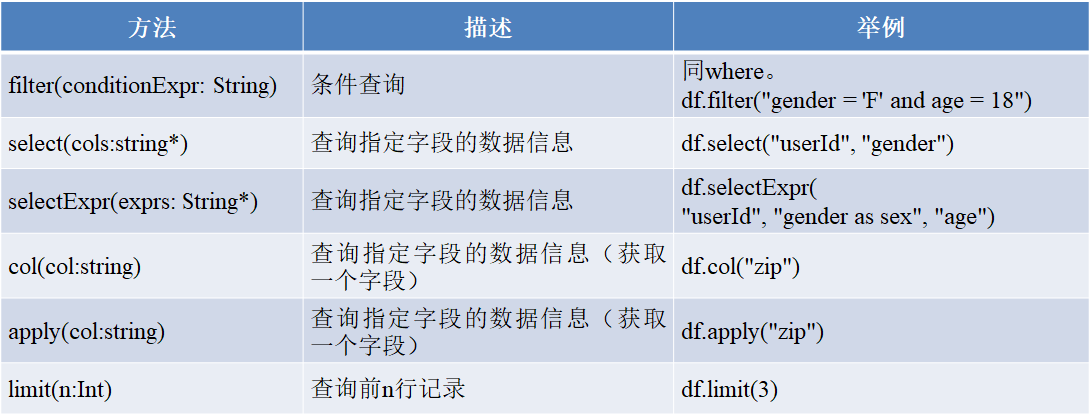 方法 描述 举例
filter(conditionExpr: String) 条件查询 同where。
df.filter("gender = 'F' and age = 18")
select(cols:string*) 查询指定字段的数据信息 df.select("userId", "gender")
selectExpr(exprs: String*) 查询指定字段的数据信息 df.selectExpr(
"userId", "gender as sex", "age")
col(col:string) 查询指定字段的数据信息（获取
一个字段） df.col("zip")
apply(col:string) 查询指定字段的数据信息（获取
一个字段） df.apply("zip")
limit(n:Int) 查询前n行记录 df.limit(3)